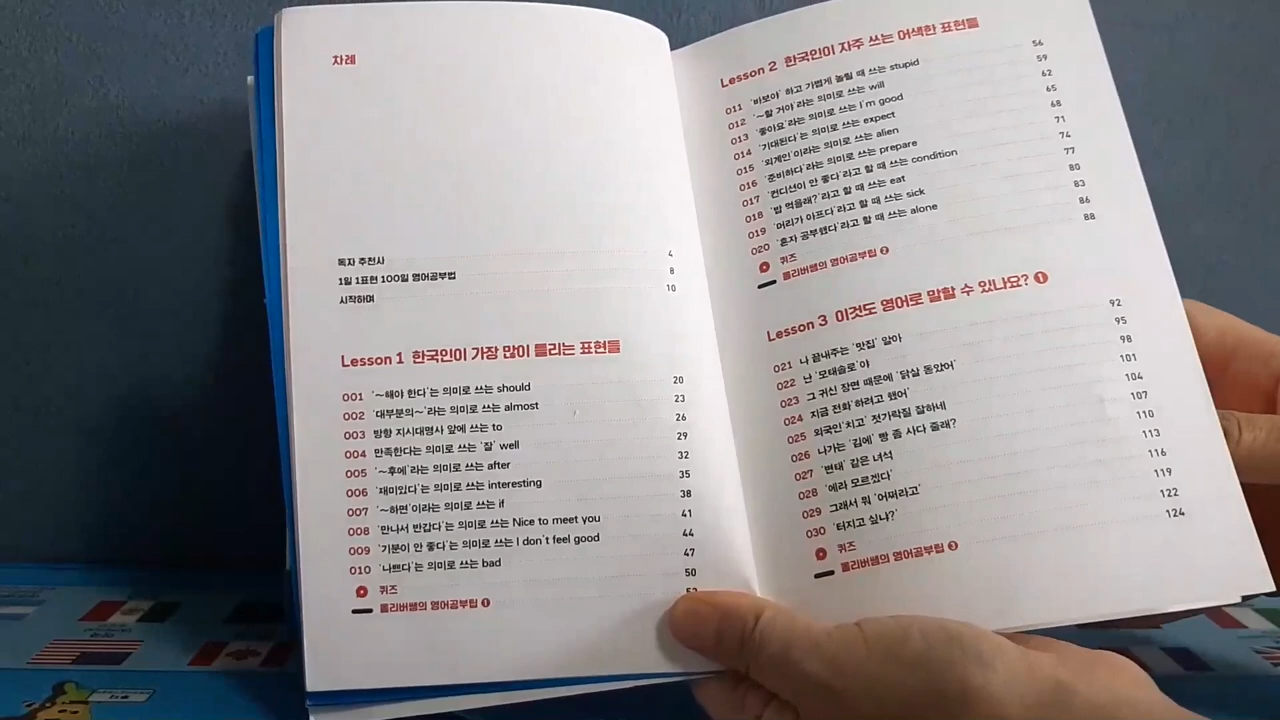 차례
독자 추천사 4
1일 1표현 100일 영어공부법 8
시작하며 10
Lesson 1 한국인이 가장 많이 틀리는 표현들
001 '~해야 한다'는 의미로 쓰는 should 20
002 '대부분의~'라는 의미로 쓰는 almost 23
003 방향 지시대명사 앞에 쓰는 to 26
004 만족한다는 의미로 쓰는 '잘' well 29
005 '~후에'라는 의미로 쓰는 after 32
006 '재미있다'는 의미로 쓰는 interesting 35
007 '~하면'이라는 의미로 쓰는 if 38
008 '만나서 반갑다'는 의미로 쓰는 Nice to meet you 41
009 '기분이 안 좋다'는 의미로 쓰는 I don't feel good 44
010 '나쁘다'는 의미로 쓰는 bad 47
퀴즈 50
올리버쌤의 영어공부팁 ❶
Lesson 2 한국인이 자주 쓰는 어색한 표현들
011 '바보야' 하고 가볍게 놀릴 때 쓰는 stupid 56
012 '~할 거야'라는 의미로 쓰는 will 59
013 '좋아요'라는 의미로 쓰는 I'm good 62
014 '기대된다'는 의미로 쓰는 expect 65
015 '외계인'이라는 의미로 쓰는 alien 68
016 '준비하다'라는 의미로 쓰는 prepare 71
017 '컨디션이 안 좋다'라고 할 때 쓰는 condition 74
018 '밥 먹을래?'라고 할 때 쓰는 eat 77
019 '머리가 아프다'라고 할 때 쓰는 sick 80
020 '혼자 공부했다'라고 할 때 쓰는 alone 83
퀴즈 86
올리버쌤의 영어공부팁 ❷ 88
Lesson 3 이것도 영어로 말할 수 있나요? ❶
021 나 끝내주는 '맛집' 알아 92
022 난 '모태솔로'야 95
023 그 귀신 장면 때문에 '닭살 돋았어' 98
024 지금 전화'하려고 했어' 101
025 외국인'치고' 젓가락질 잘하네 104
026 나가는 '김에' 빵 좀 사다 줄래? 107
027 '변태' 같은 녀석 110
028 '에라 모르겠다' 113
029 그래서 뭐 '어쩌라고' 116
030 '터지고 싶냐?' 119
퀴즈 122
올리버쌤의 영어공부팁 ❸ 124